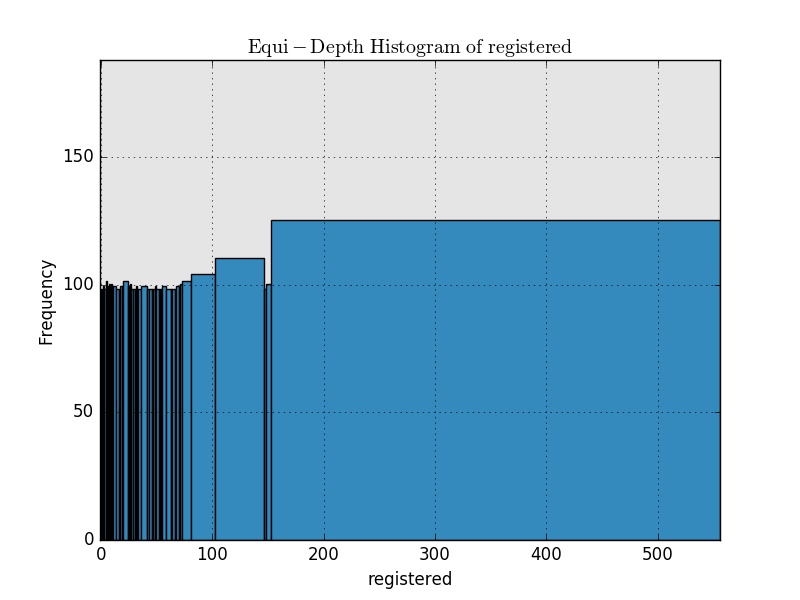 Equi − Depth Histogram of registered
150
100
50
0
Frequency
0 100 200 300 400 500
registered